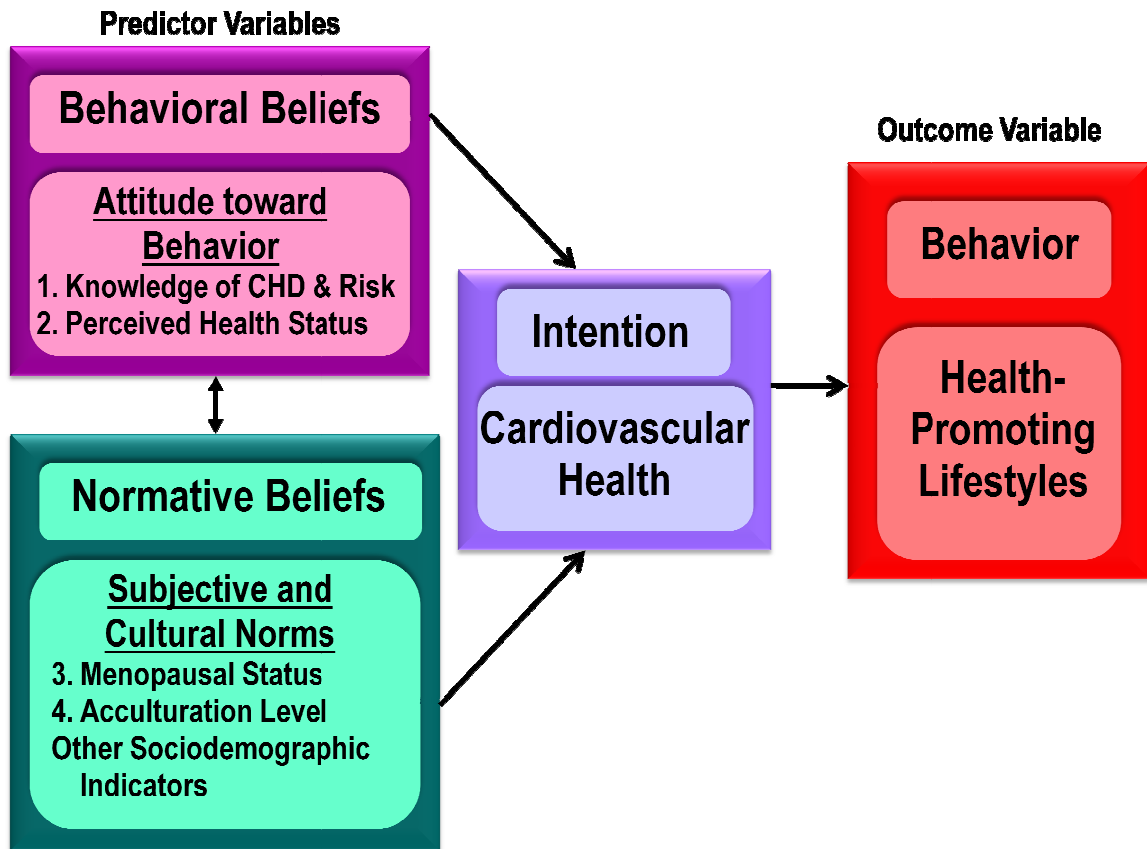 Predictor Variables
Behavioral Beliefs
Attitude toward
Behavior
1. Knowledge of CHD & Risk
2. Perceived Health Status
Normative Beliefs
Subjective and
Cultural Norms
3. Menopausal Status
4. Acculturation Level
Other Sociodemographic
Indicators
Intention
Cardiovascular
Health
Outcome Variable
Behavior
Health-
Promoting
Lifestyles